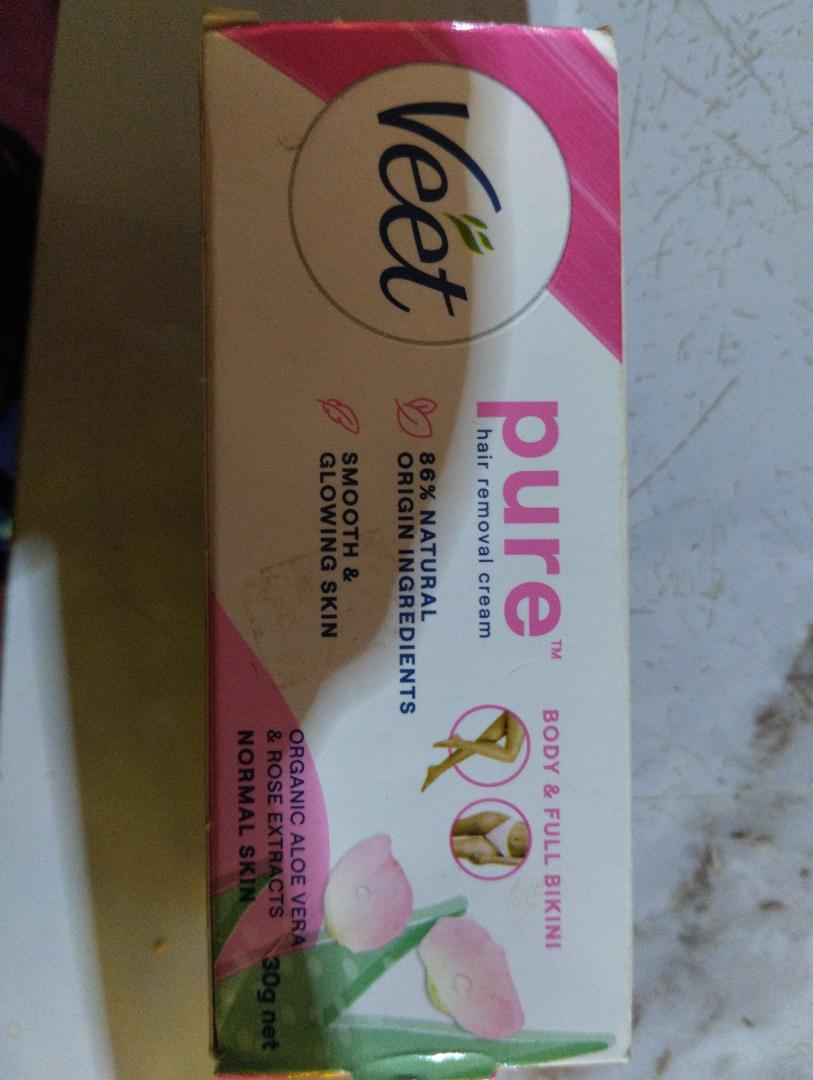 Veet
pure™
hair removal cream
86% NATURAL
ORIGIN INGREDIENTS
SMOOTH &
GLOWING SKIN
BODY & FULL BIKINI
ORGANIC ALOE VERA
& ROSE EXTRACTS
NORMAL SKIN
30g net